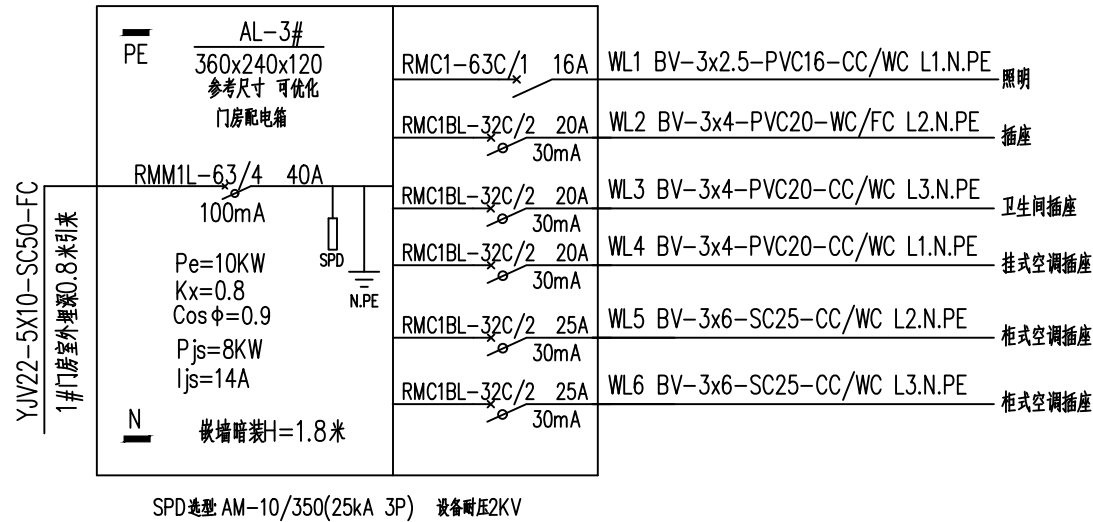 YJV22-5X10-SC50-FC
1#门房室外埋深0.8米引来
PE
AL-3#
360x240x120
参考尺寸 可优化
门房配电箱
RMM1L-63/4 40A
100mA
SPD
N.PE
Pe=10KW
Kx=0.8
Cosφ=0.9
Pjs=8KW
Ijs=14A
N
嵌墙暗装H=1.8米
RMC1-63C/1 16A WL1 BV-3x2.5-PVC16-CC/WC L1.N.PE 照明
RMC1BL-32C/2 20A WL2 BV-3x4-PVC20-WC/FC L2.N.PE 插座
30mA
RMC1BL-32C/2 20A WL3 BV-3x4-PVC20-CC/WC L3.N.PE 卫生间插座
30mA
RMC1BL-32C/2 20A WL4 BV-3x4-PVC20-CC/WC L1.N.PE 挂式空调插座
30mA
RMC1BL-32C/2 25A WL5 BV-3x6-SC25-CC/WC L2.N.PE 柜式空调插座
30mA
RMC1BL-32C/2 25A WL6 BV-3x6-SC25-CC/WC L3.N.PE 柜式空调插座
30mA
SPD选型 AM-10/350(25kA 3P) 设备耐压2KV